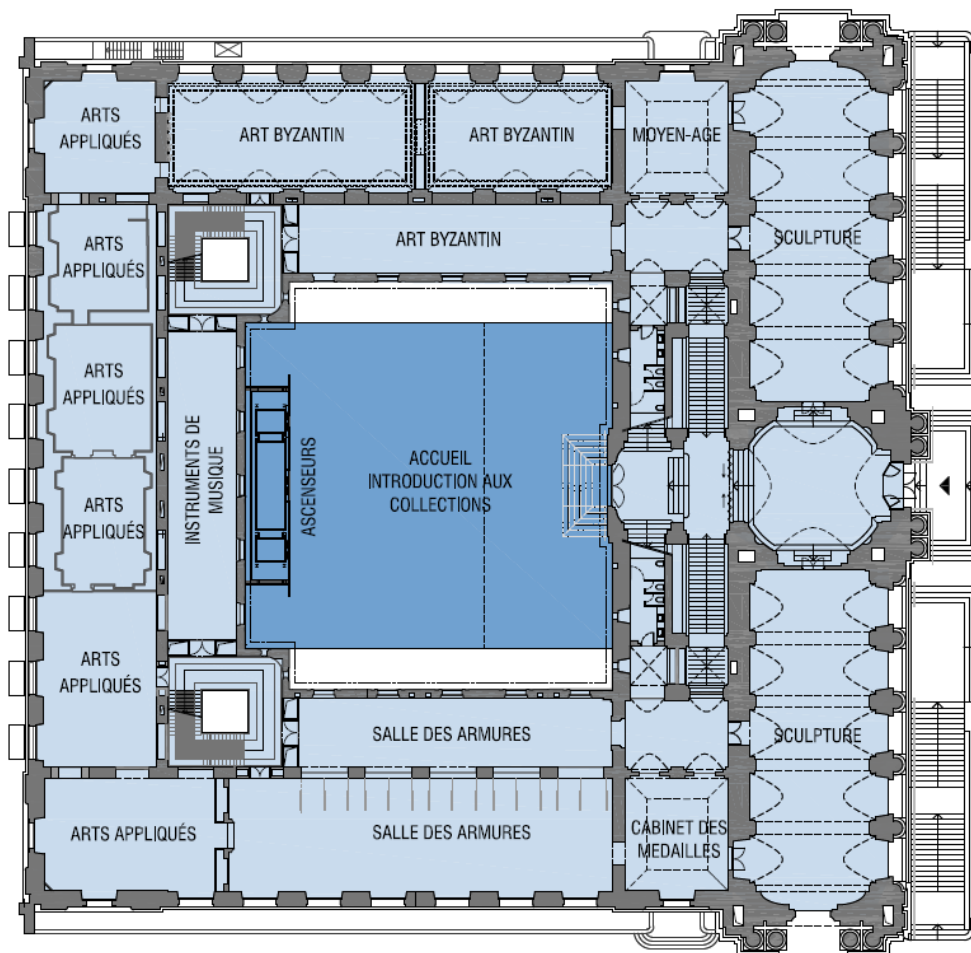 ARTS
APPLIQUÉS
ART BYZANTIN
ART BYZANTIN
MOYEN-AGE
ARTS
APPLIQUÉS
ART BYZANTIN
SCULPTURE
ARTS
APPLIQUÉS
INSTRUMENTS DE
MUSIQUE
ASCENSEURS
ACCUEIL
INTRODUCTION AUX
COLLECTIONS
ARTS
APPLIQUÉS
ARTS
APPLIQUÉS
SALLE DES ARMURES
SCULPTURE
ARTS APPLIQUÉS
SALLE DES ARMURES
CABINET DES
MEDAILLES